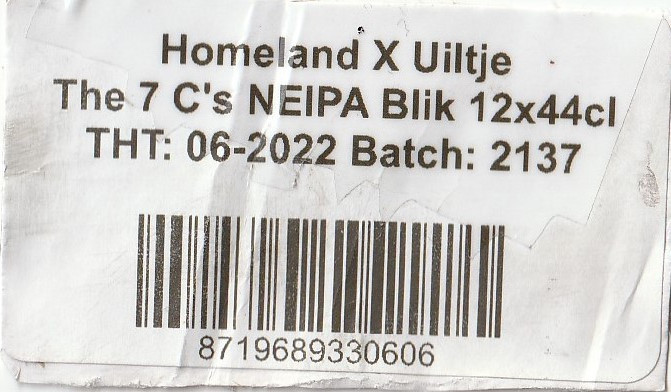 Homeland X Uiltje
The 7 C's NEIPA Blik 12x44cl
THT: 06-2022 Batch: 2137
8719689330606